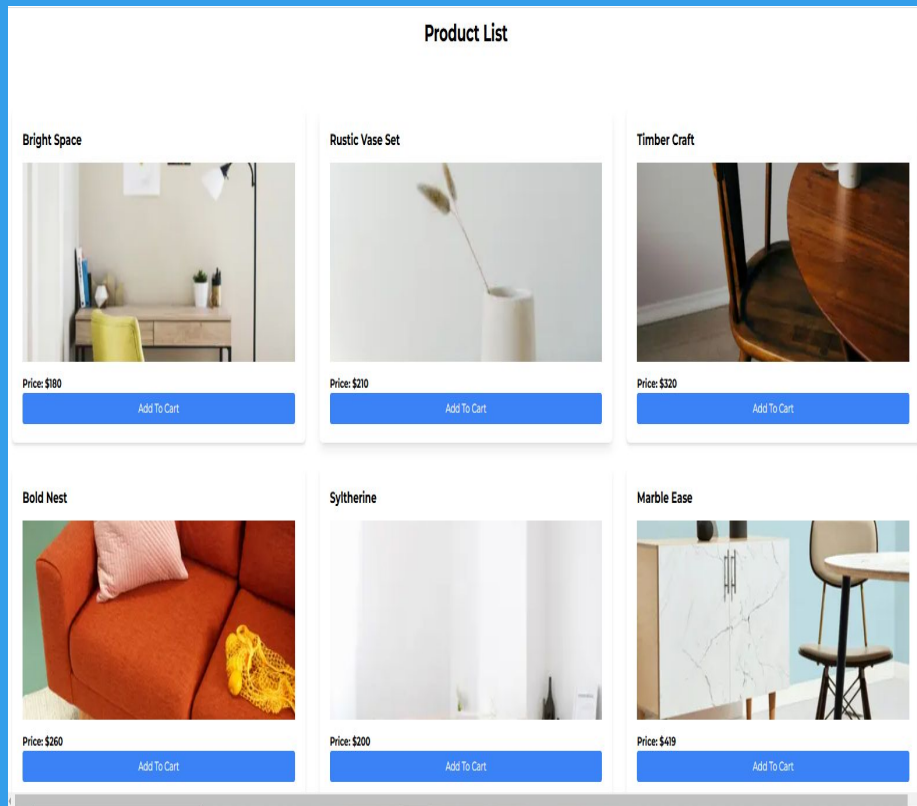 Product List
Bright Space
Rustic Vase Set
Timber Craft
Price: $180
Price: $210
Price: $320
Add To Cart
Add To Cart
Add To Cart
Bold Nest
Syltherine
Marble Ease
Price: $260
Price: $200
Price: $419
Add To Cart
Add To Cart
Add To Cart